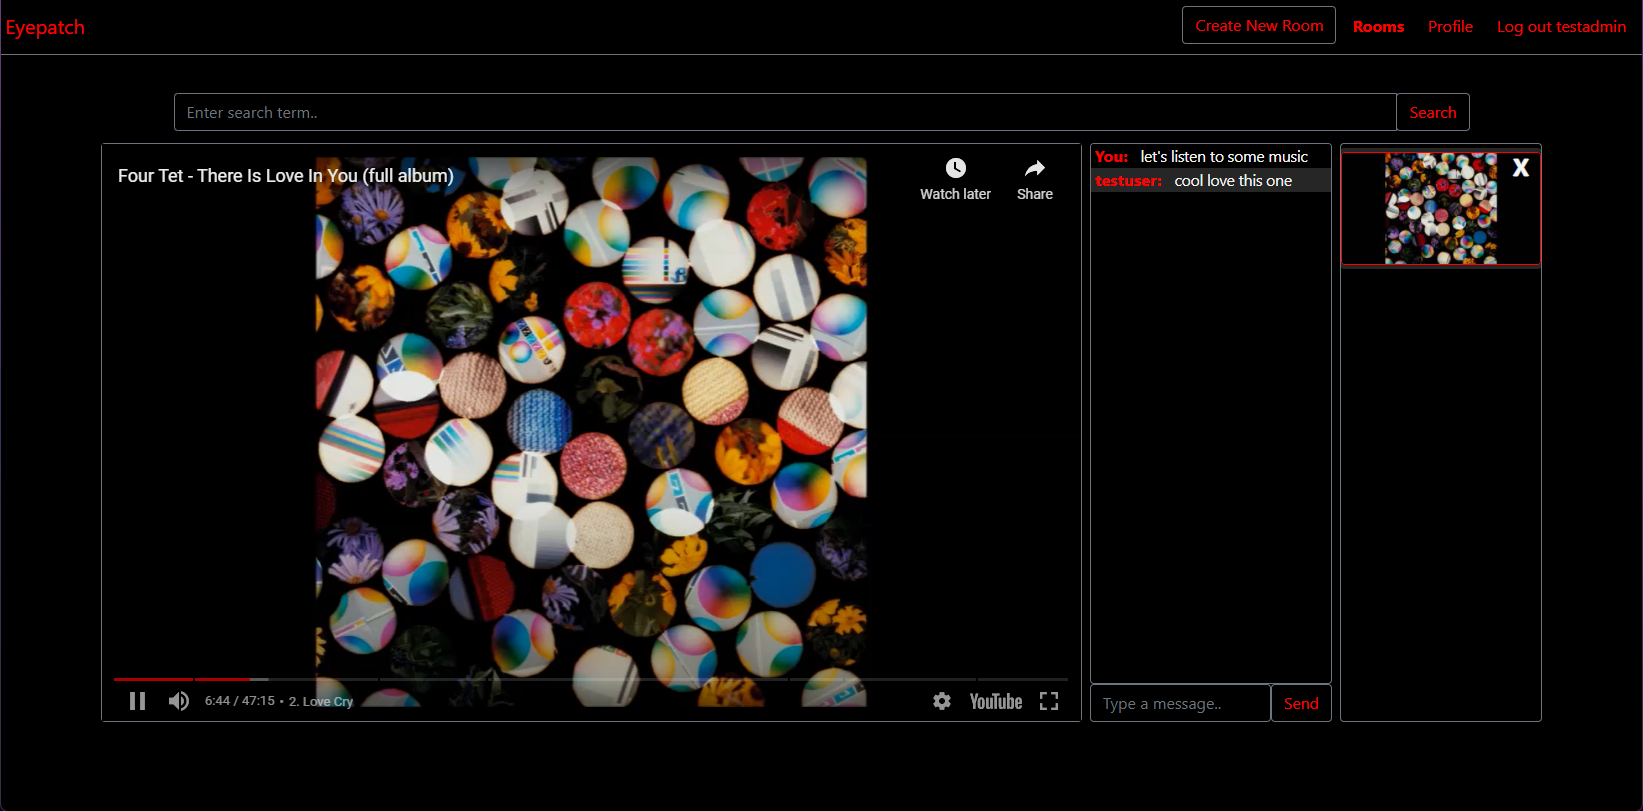 Eyepatch
Create New Room
Rooms
Profile
Log out testadmin
Enter search term..
Search
Four Tet - There Is Love In You (full album)
Watch later
Share
6:44 / 47:15 • 2. Love Cry
YouTube
You: let's listen to some music
testuser: cool love this one
Type a message..
Send
X